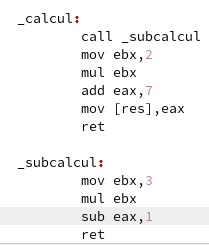 _calcul:
        call _subcalcul
        mov ebx,2
        mul ebx
        add eax,7
        mov [res],eax
        ret

_subcalcul:
        mov ebx,3
        mul ebx
        sub eax,1
        ret